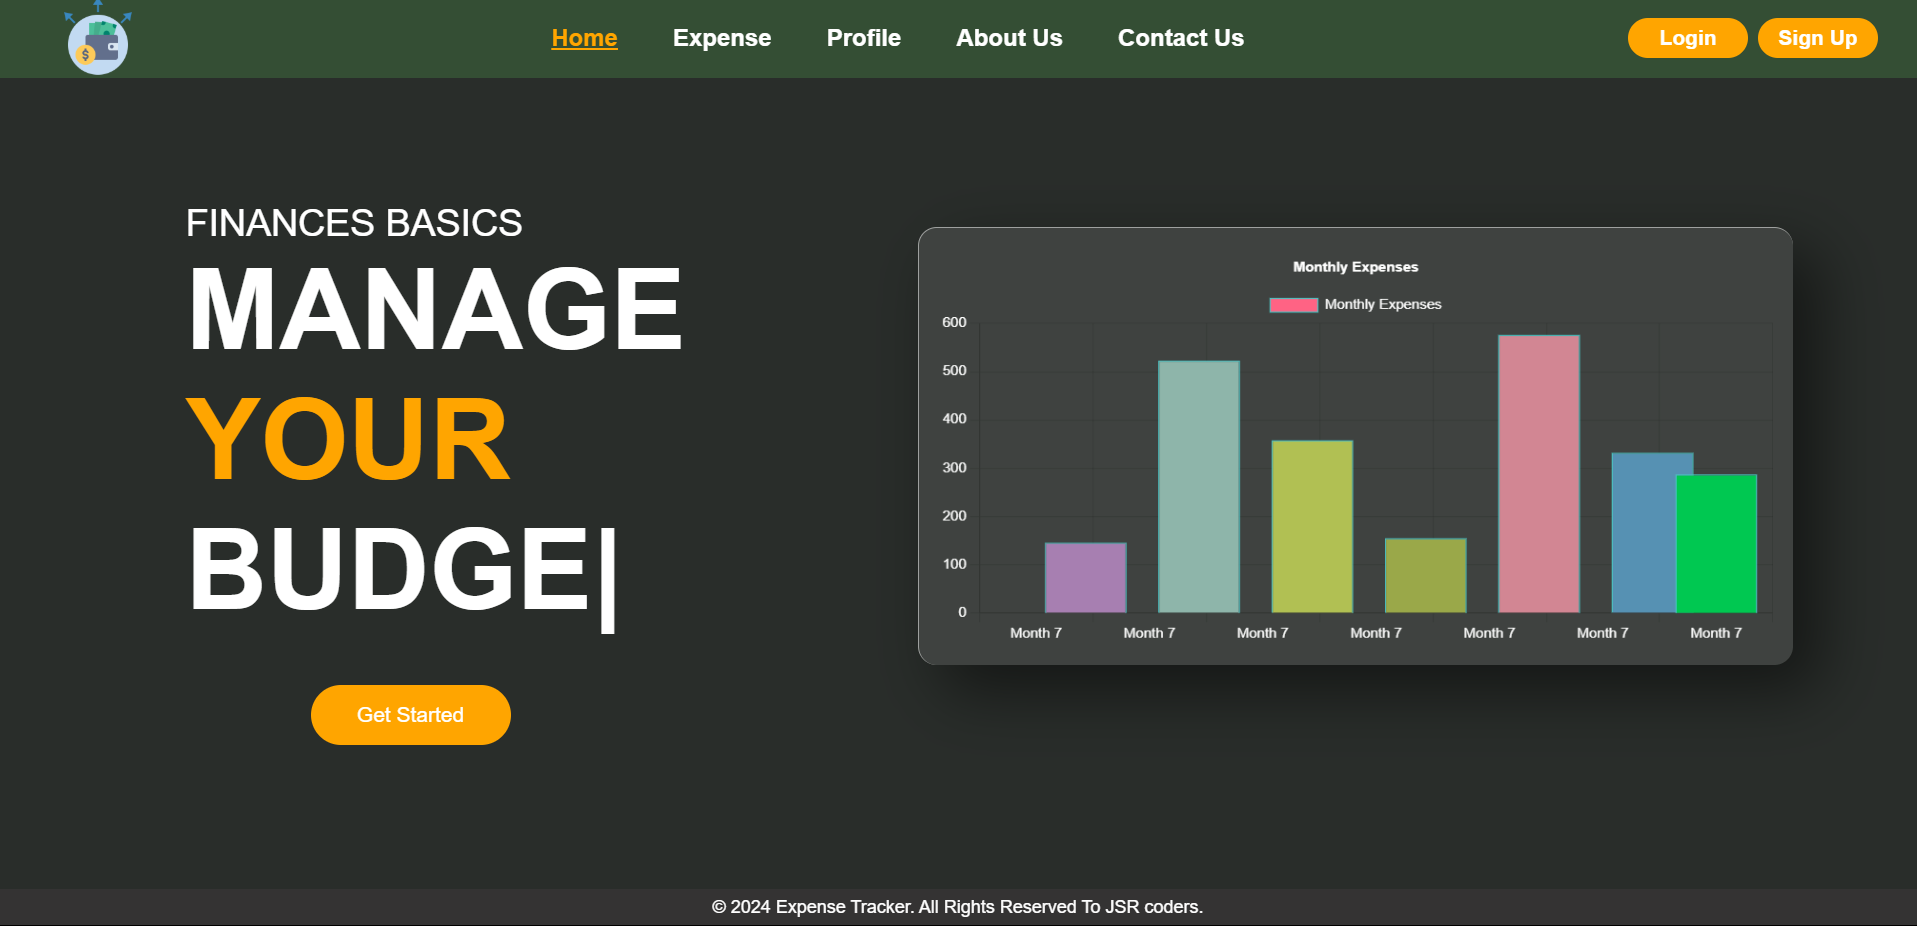 Home Expense Profile About Us Contact Us Login Sign Up
FINANCES BASICS
MANAGE
YOUR
BUDGE|
Get Started
Monthly Expenses
Monthly Expenses
600
500
400
300
200
100
0
Month 7 Month 7 Month 7 Month 7 Month 7 Month 7 Month 7
© 2024 Expense Tracker. All Rights Reserved To JSR coders.